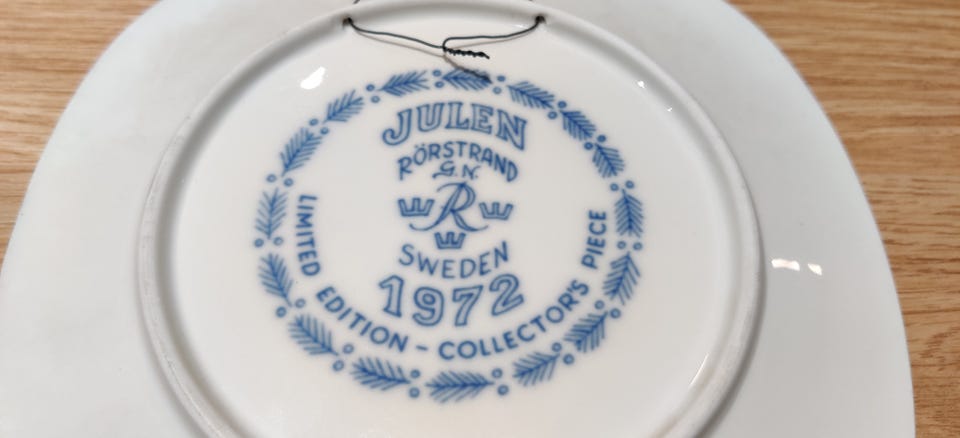 JULEN
RÖRSTRAND
G.N.
R
SWEDEN
1972
LIMITED EDITION - COLLECTOR'S PIECE